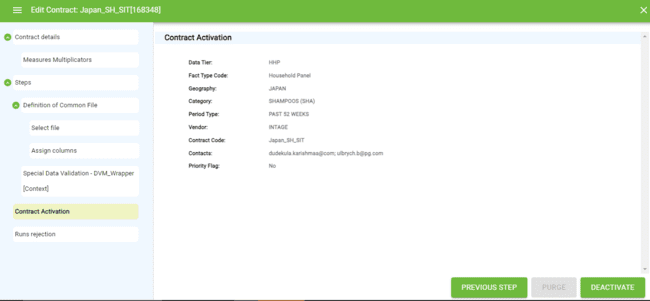 Edit Contract: Japan_SH_SIT[168348]
Contract details
Measures Multiplicators
Steps
Definition of Common File
Select file
Assign columns
Special Data Validation - DVM_Wrapper
[Context]
Contract Activation
Runs rejection
Contract Activation
Data Tier: HHP
Fact Type Code: Household Panel
Geography: JAPAN
Category: SHAMPOOS (SHA)
Period Type: PAST 52 WEEKS
Vendor: INTAGE
Contract Code: Japan_SH_SIT
Contacts: dudekula.karishmaa@com; ulbrych.b@pg.com
Priority Flag: No
PREVIOUS STEP PURGE DEACTIVATE